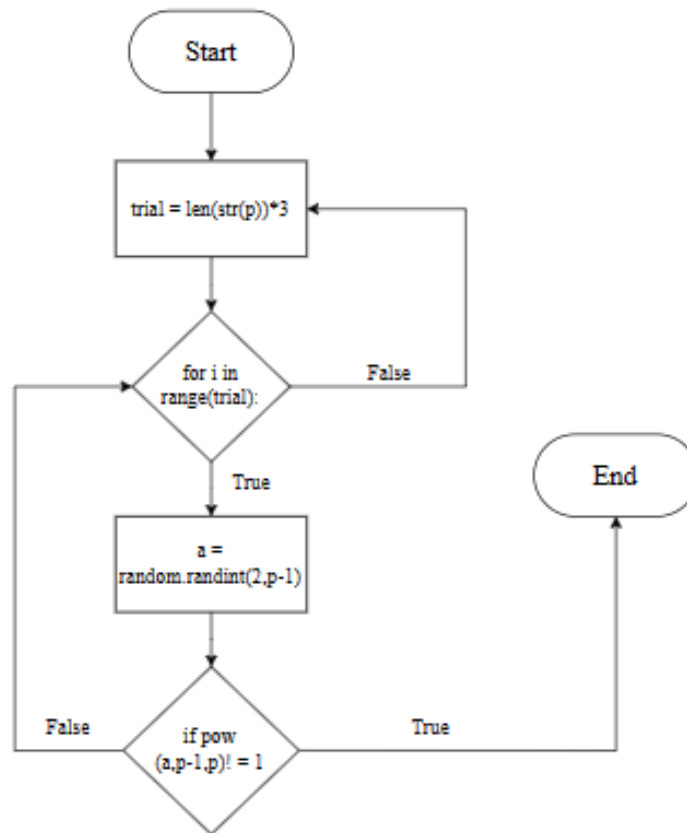 Start
trial = len(str(p))*3
for i in
range(trial):
False
True
End
a =
random.randint(2,p-1)
False
if pow
(a,p-1,p)! = 1
True